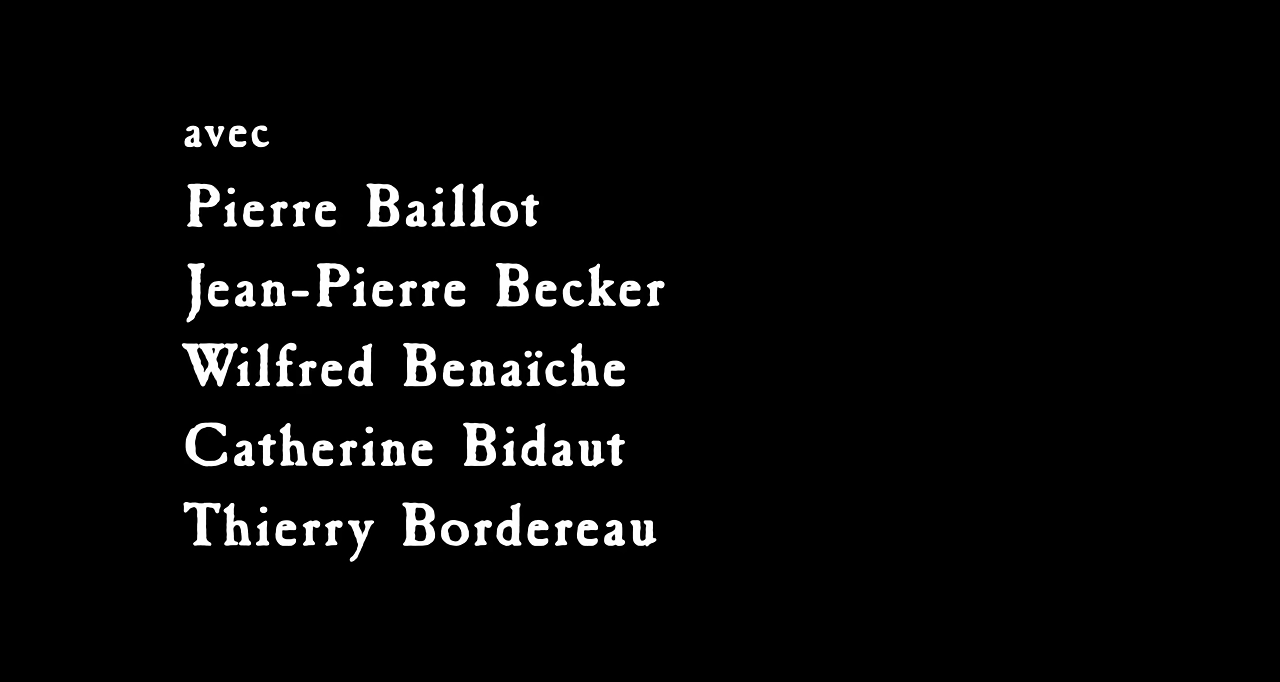 avec
Pierre Baillot
Jean-Pierre Becker
Wilfred Benaïche
Catherine Bidaut
Thierry Bordereau